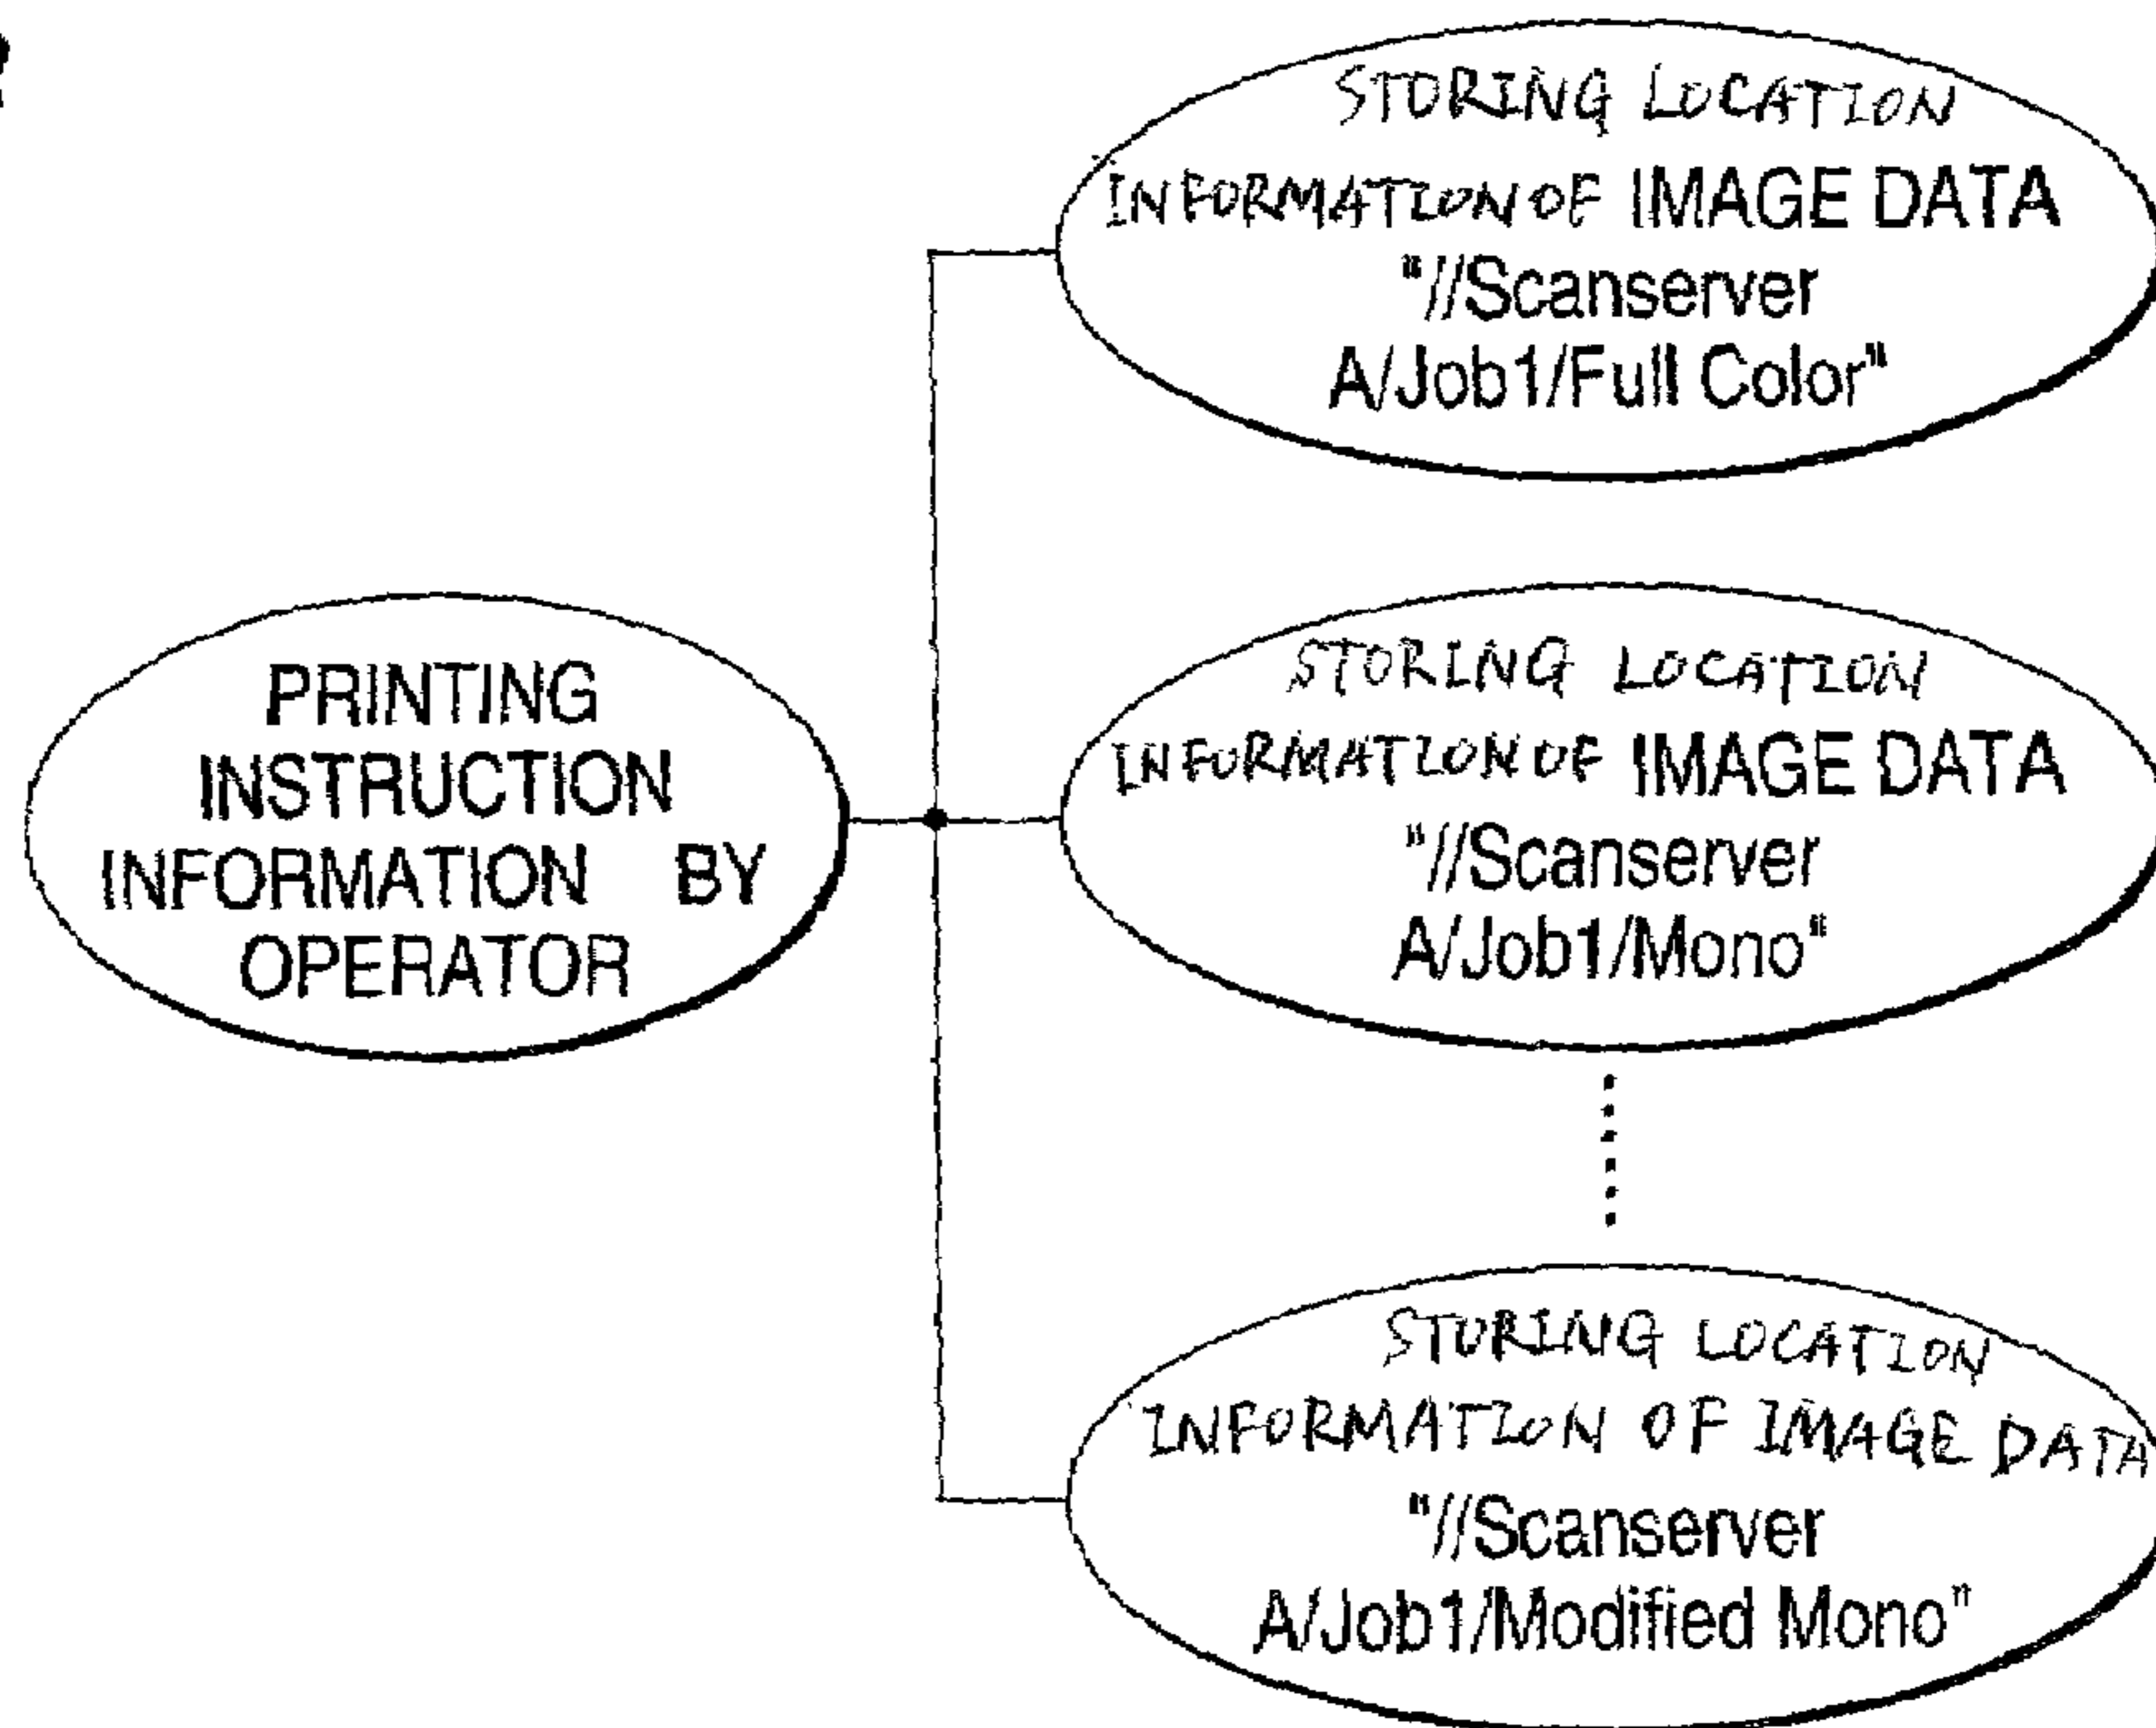 STORING LOCATION
INFORMATION OF IMAGE DATA
"//Scanserver
A/Job1/Full Color"
PRINTING
INSTRUCTION
INFORMATION BY
OPERATOR
STORING LOCATION
INFORMATION OF IMAGE DATA
"//Scanserver
A/Job1/Mono"
STORING LOCATION
INFORMATION OF IMAGE DATA
"//Scanserver
A/Job1/Modified Mono"